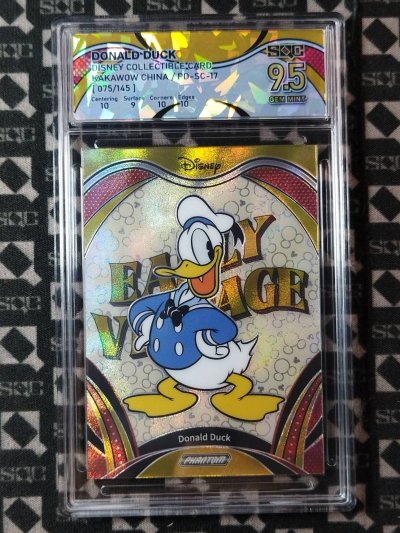 DONALD DUCK
DISNEY COLLECTIBLE CARD
KAKAWOW CHINA / PD-SC-17
[ 075/145 ]
Centering Surface Corners Edges
10 9 10 10
SQC
9.5
GEM MINT
Disney
EARLY
VINTAGE
Donald Duck
PHANTOM